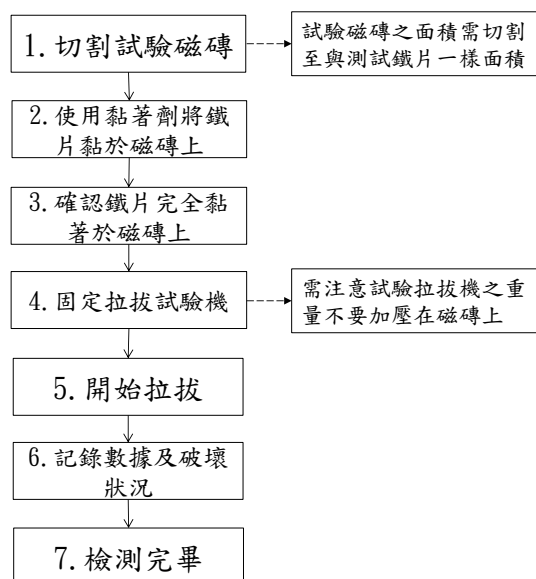 1. 切割試驗磁磚
試驗磁磚之面積需切割
至與測試鐵片一樣面積
2. 使用黏著劑將鐵
片黏於磁磚上
3. 確認鐵片完全黏
著於磁磚上
4. 固定拉拔試驗機
需注意試驗拉拔機之重
量不要加壓在磁磚上
5. 開始拉拔
6. 記錄數據及破壞
狀況
7. 檢測完畢